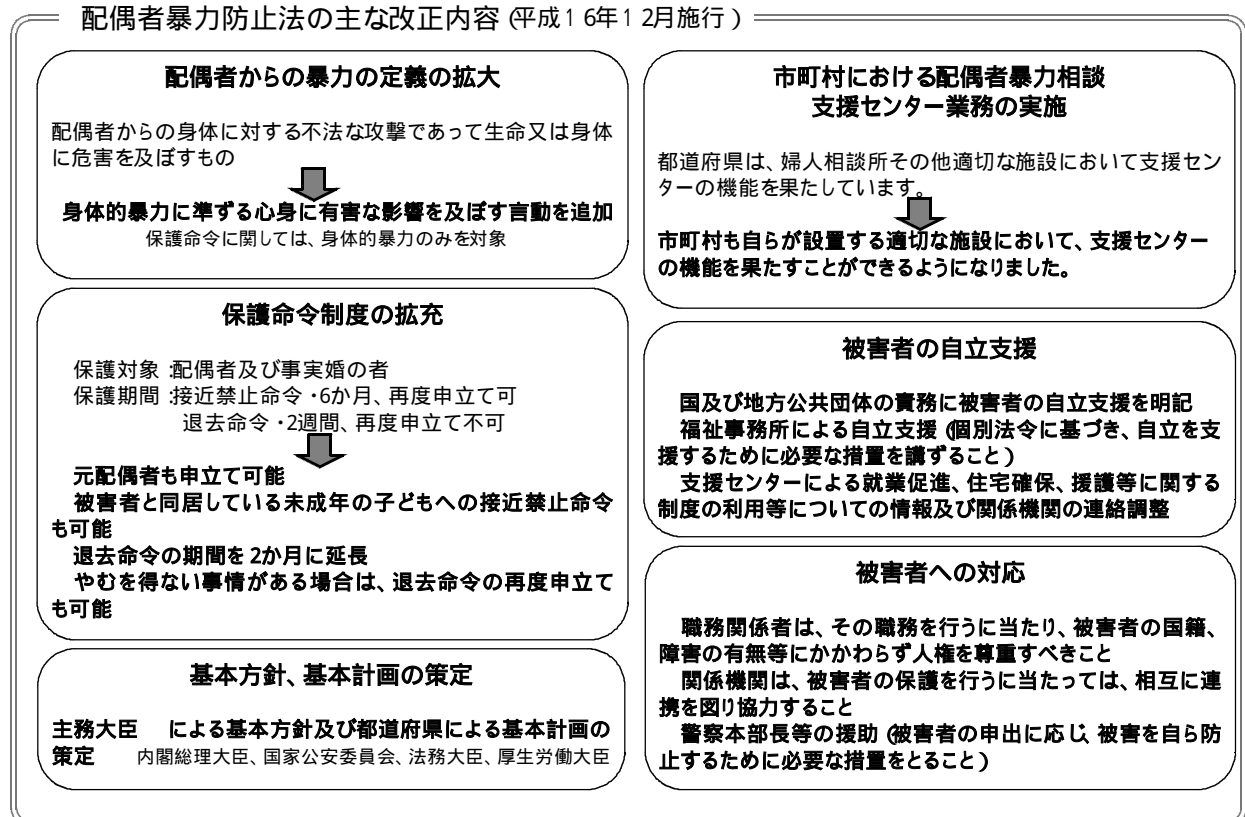 配偶者暴力防止法の主な改正内容(平成16年12月施行)
配偶者からの暴力の定義の拡大
配偶者からの身体に対する不法な攻撃であって生命又は身体
に危害を及ぼすもの
身体的暴力に準ずる心身に有害な影響を及ぼす言動を追加
保護命令に関しては、身体的暴力のみを対象
保護命令制度の拡充
保護対象:配偶者及び事実婚の者
保護期間:接近禁止命令・6か月、再度申立て可
退去命令・2週間、再度申立て不可
元配偶者も申立て可能
被害者と同居している未成年の子どもへの接近禁止命令
も可能
退去命令の期間を2か月に延長
やむを得ない事情がある場合は、退去命令の再度申立て
も可能
基本方針、基本計画の策定
主務大臣 による基本方針及び都道府県による基本計画の
策定 内閣総理大臣、国家公安委員会、法務大臣、厚生労働大臣
市町村における配偶者暴力相談
支援センター業務の実施
都道府県は、婦人相談所その他適切な施設において支援セン
ターの機能を果たしています。
市町村も自らが設置する適切な施設において、支援センター
の機能を果たすことができるようになりました。
被害者の自立支援
国及び地方公共団体の責務に被害者の自立支援を明記
福祉事務所による自立支援(個別法令に基づき、自立を支
援するために必要な措置を講ずること)
支援センターによる就業促進、住宅確保、援護等に関する
制度の利用等についての情報及び関係機関の連絡調整
被害者への対応
職務関係者は、その職務を行うに当たり、被害者の国籍、
障害の有無等にかかわらず人権を尊重すべきこと
関係機関は、被害者の保護を行うに当たっては、相互に連
携を図り協力すること
警察本部長等の援助(被害者の申出に応じ、被害を自ら防
止するために必要な措置をとること)